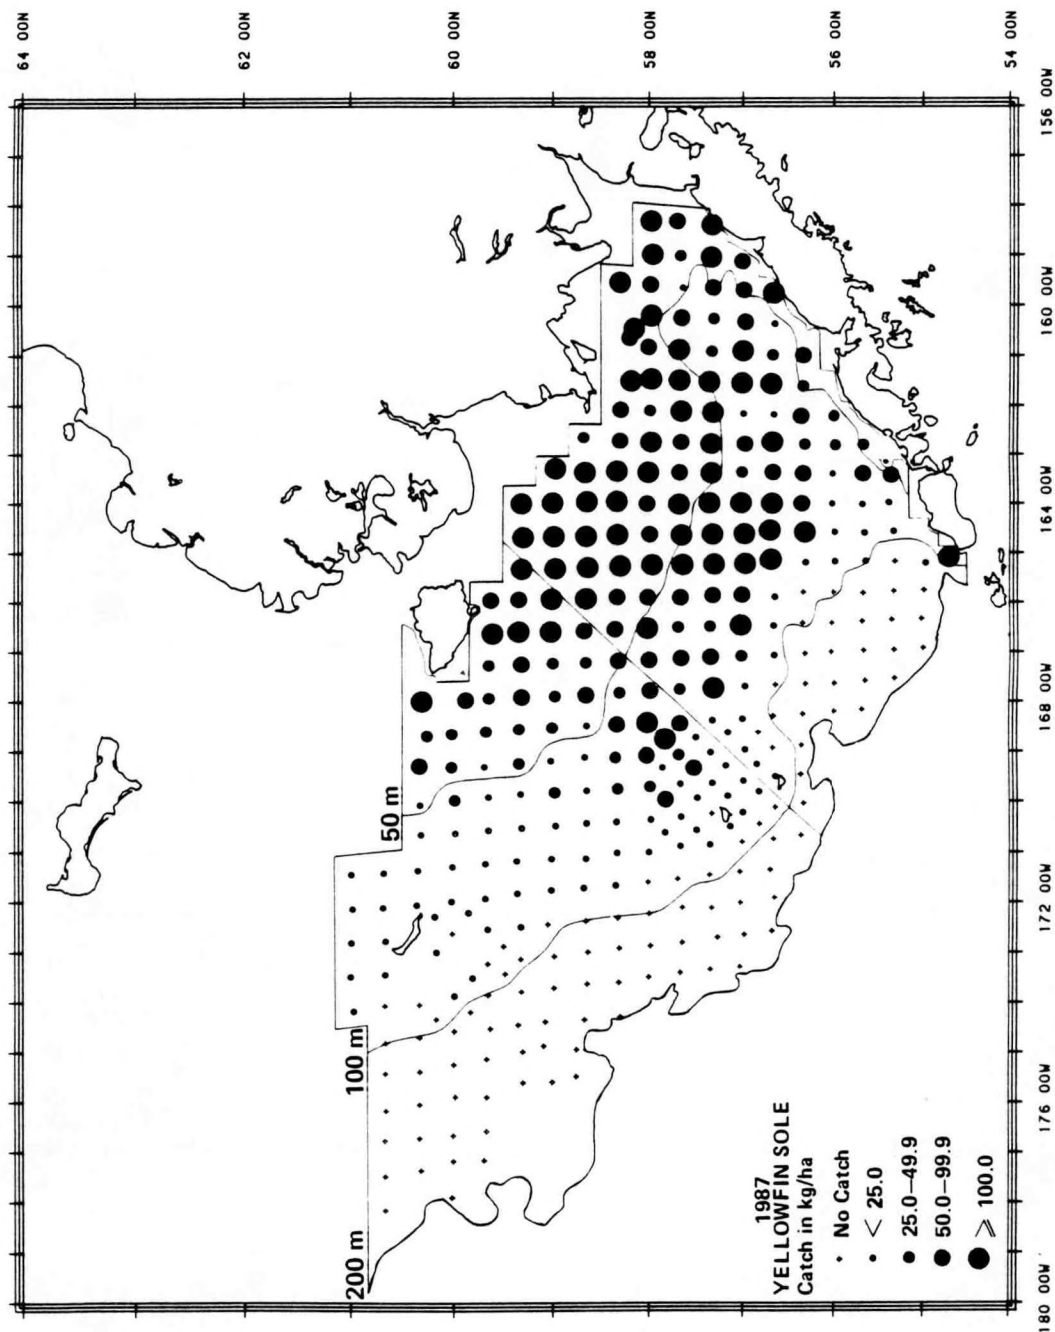 64 00N
62 00N
60 00N
58 00N
56 00N
54 00N
180 00W
176 00W
172 00W
168 00W
164 00W
160 00W
156 00W
200 m
100 m
50 m
1987
YELLOWFIN SOLE
Catch in kg/ha
No Catch
< 25.0
25.0–49.9
50.0–99.9
⩾ 100.0